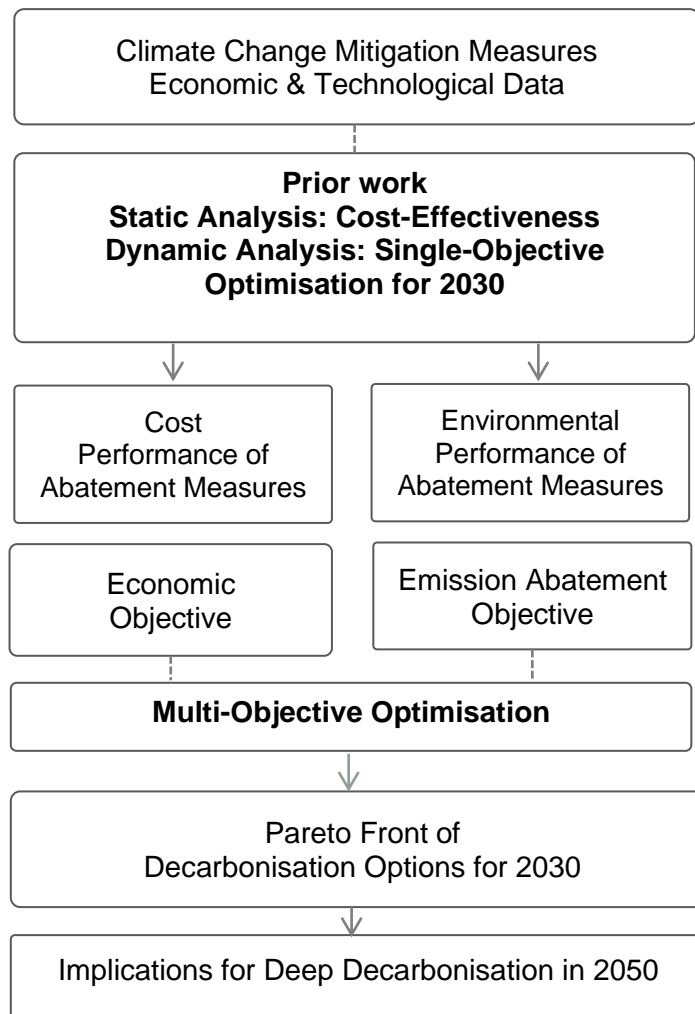 Climate Change Mitigation Measures
Economic & Technological Data
Prior work
Static Analysis: Cost-Effectiveness
Dynamic Analysis: Single-Objective
Optimisation for 2030
Cost
Performance of
Abatement Measures
Environmental
Performance of
Abatement Measures
Economic
Objective
Emission Abatement
Objective
Multi-Objective Optimisation
Pareto Front of
Decarbonisation Options for 2030
Implications for Deep Decarbonisation in 2050